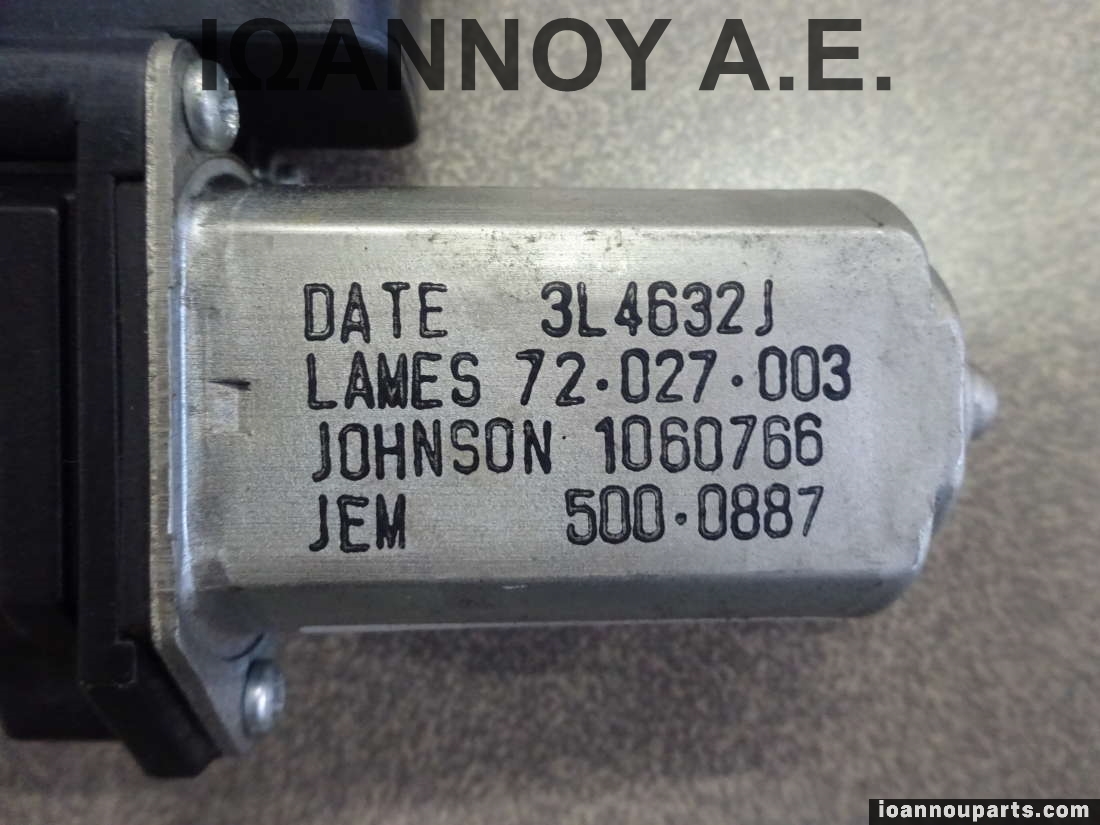 ΙΩΑΝΝΟΥ Α.Ε.
DATE 3L4632J
LAMES 72.027.003
JOHNSON 1060766
JEM 500.0887
ioannouparts.com